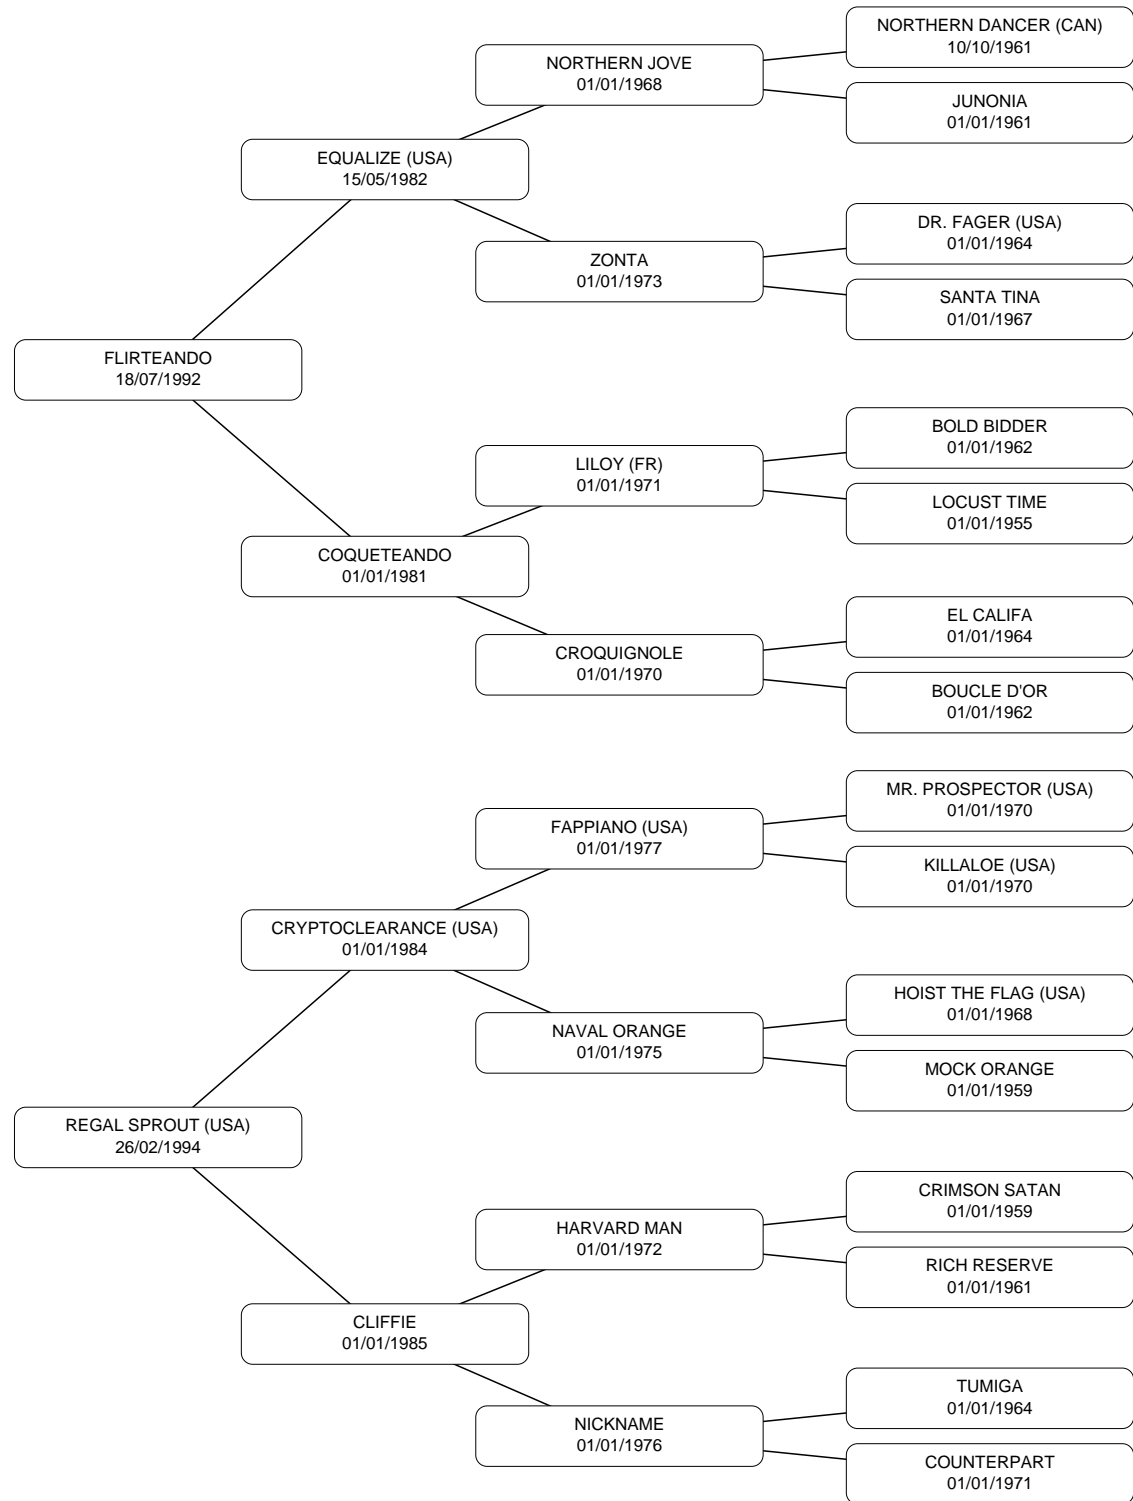 NORTHERN DANCER (CAN)
10/10/1961
NORTHERN JOVE
01/01/1968
JUNONIA
01/01/1961
EQUALIZE (USA)
15/05/1982
DR. FAGER (USA)
01/01/1964
ZONTA
01/01/1973
SANTA TINA
01/01/1967
FLIRTEANDO
18/07/1992
BOLD BIDDER
01/01/1962
LILOY (FR)
01/01/1971
LOCUST TIME
01/01/1955
COQUETEANDO
01/01/1981
EL CALIFA
01/01/1964
CROQUIGNOLE
01/01/1970
BOUCLE D'OR
01/01/1962
MR. PROSPECTOR (USA)
01/01/1970
FAPPIANO (USA)
01/01/1977
KILLALOE (USA)
01/01/1970
CRYPTOCLEARANCE (USA)
01/01/1984
HOIST THE FLAG (USA)
01/01/1968
NAVAL ORANGE
01/01/1975
MOCK ORANGE
01/01/1959
REGAL SPROUT (USA)
26/02/1994
CRIMSON SATAN
01/01/1959
HARVARD MAN
01/01/1972
RICH RESERVE
01/01/1961
CLIFFIE
01/01/1985
TUMIGA
01/01/1964
NICKNAME
01/01/1976
COUNTERPART
01/01/1971